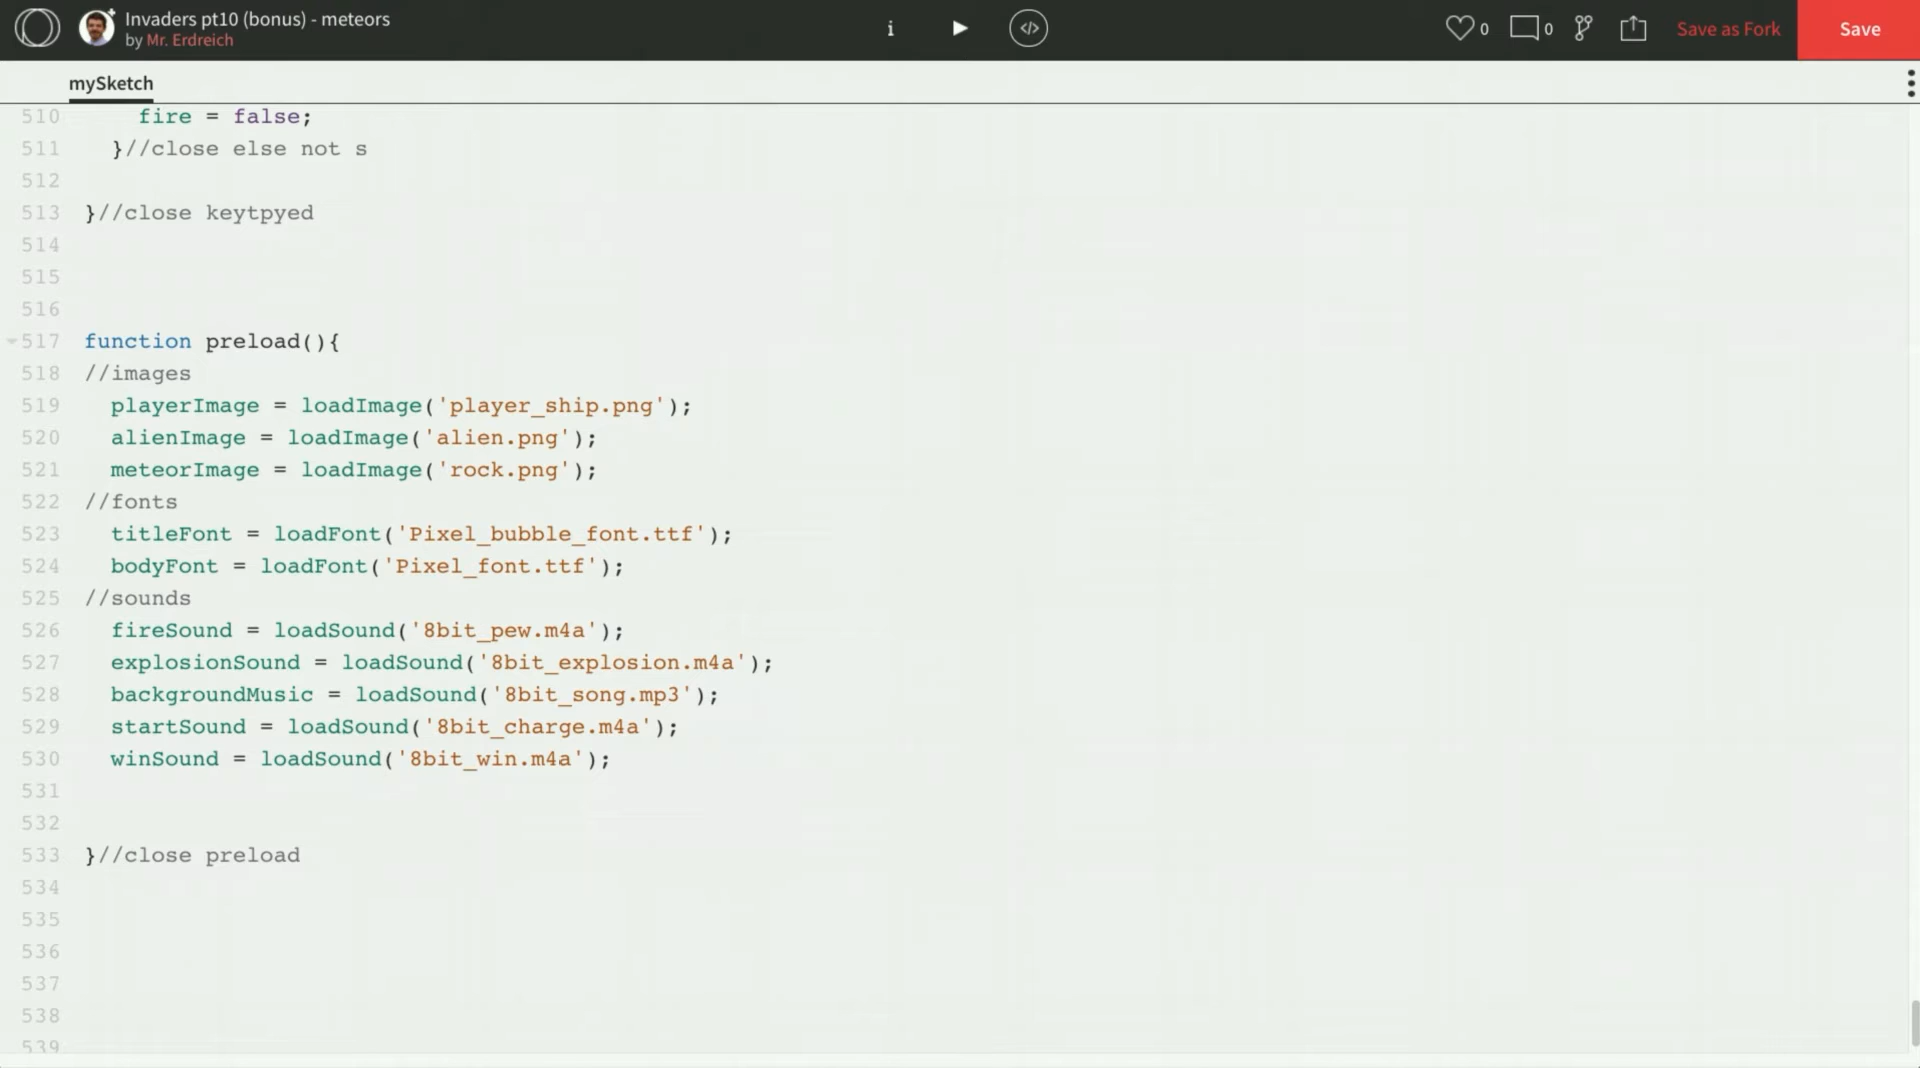 Invaders pt10 (bonus) - meteors
by Mr. Erdreich
i
</>
0
0
Save as Fork
Save
mySketch
510 fire = false;
511 }//close else not s
512
513 }//close keytpyed
514
515
516
517 function preload(){
518 //images
519 playerImage = loadImage('player_ship.png');
520 alienImage = loadImage('alien.png');
521 meteorImage = loadImage('rock.png');
522 //fonts
523 titleFont = loadFont('Pixel_bubble_font.ttf');
524 bodyFont = loadFont('Pixel_font.ttf');
525 //sounds
526 fireSound = loadSound('8bit_pew.m4a');
527 explosionSound = loadSound('8bit_explosion.m4a');
528 backgroundMusic = loadSound('8bit_song.mp3');
529 startSound = loadSound('8bit_charge.m4a');
530 winSound = loadSound('8bit_win.m4a');
531
532
533 }//close preload
534
535
536
537
538
539